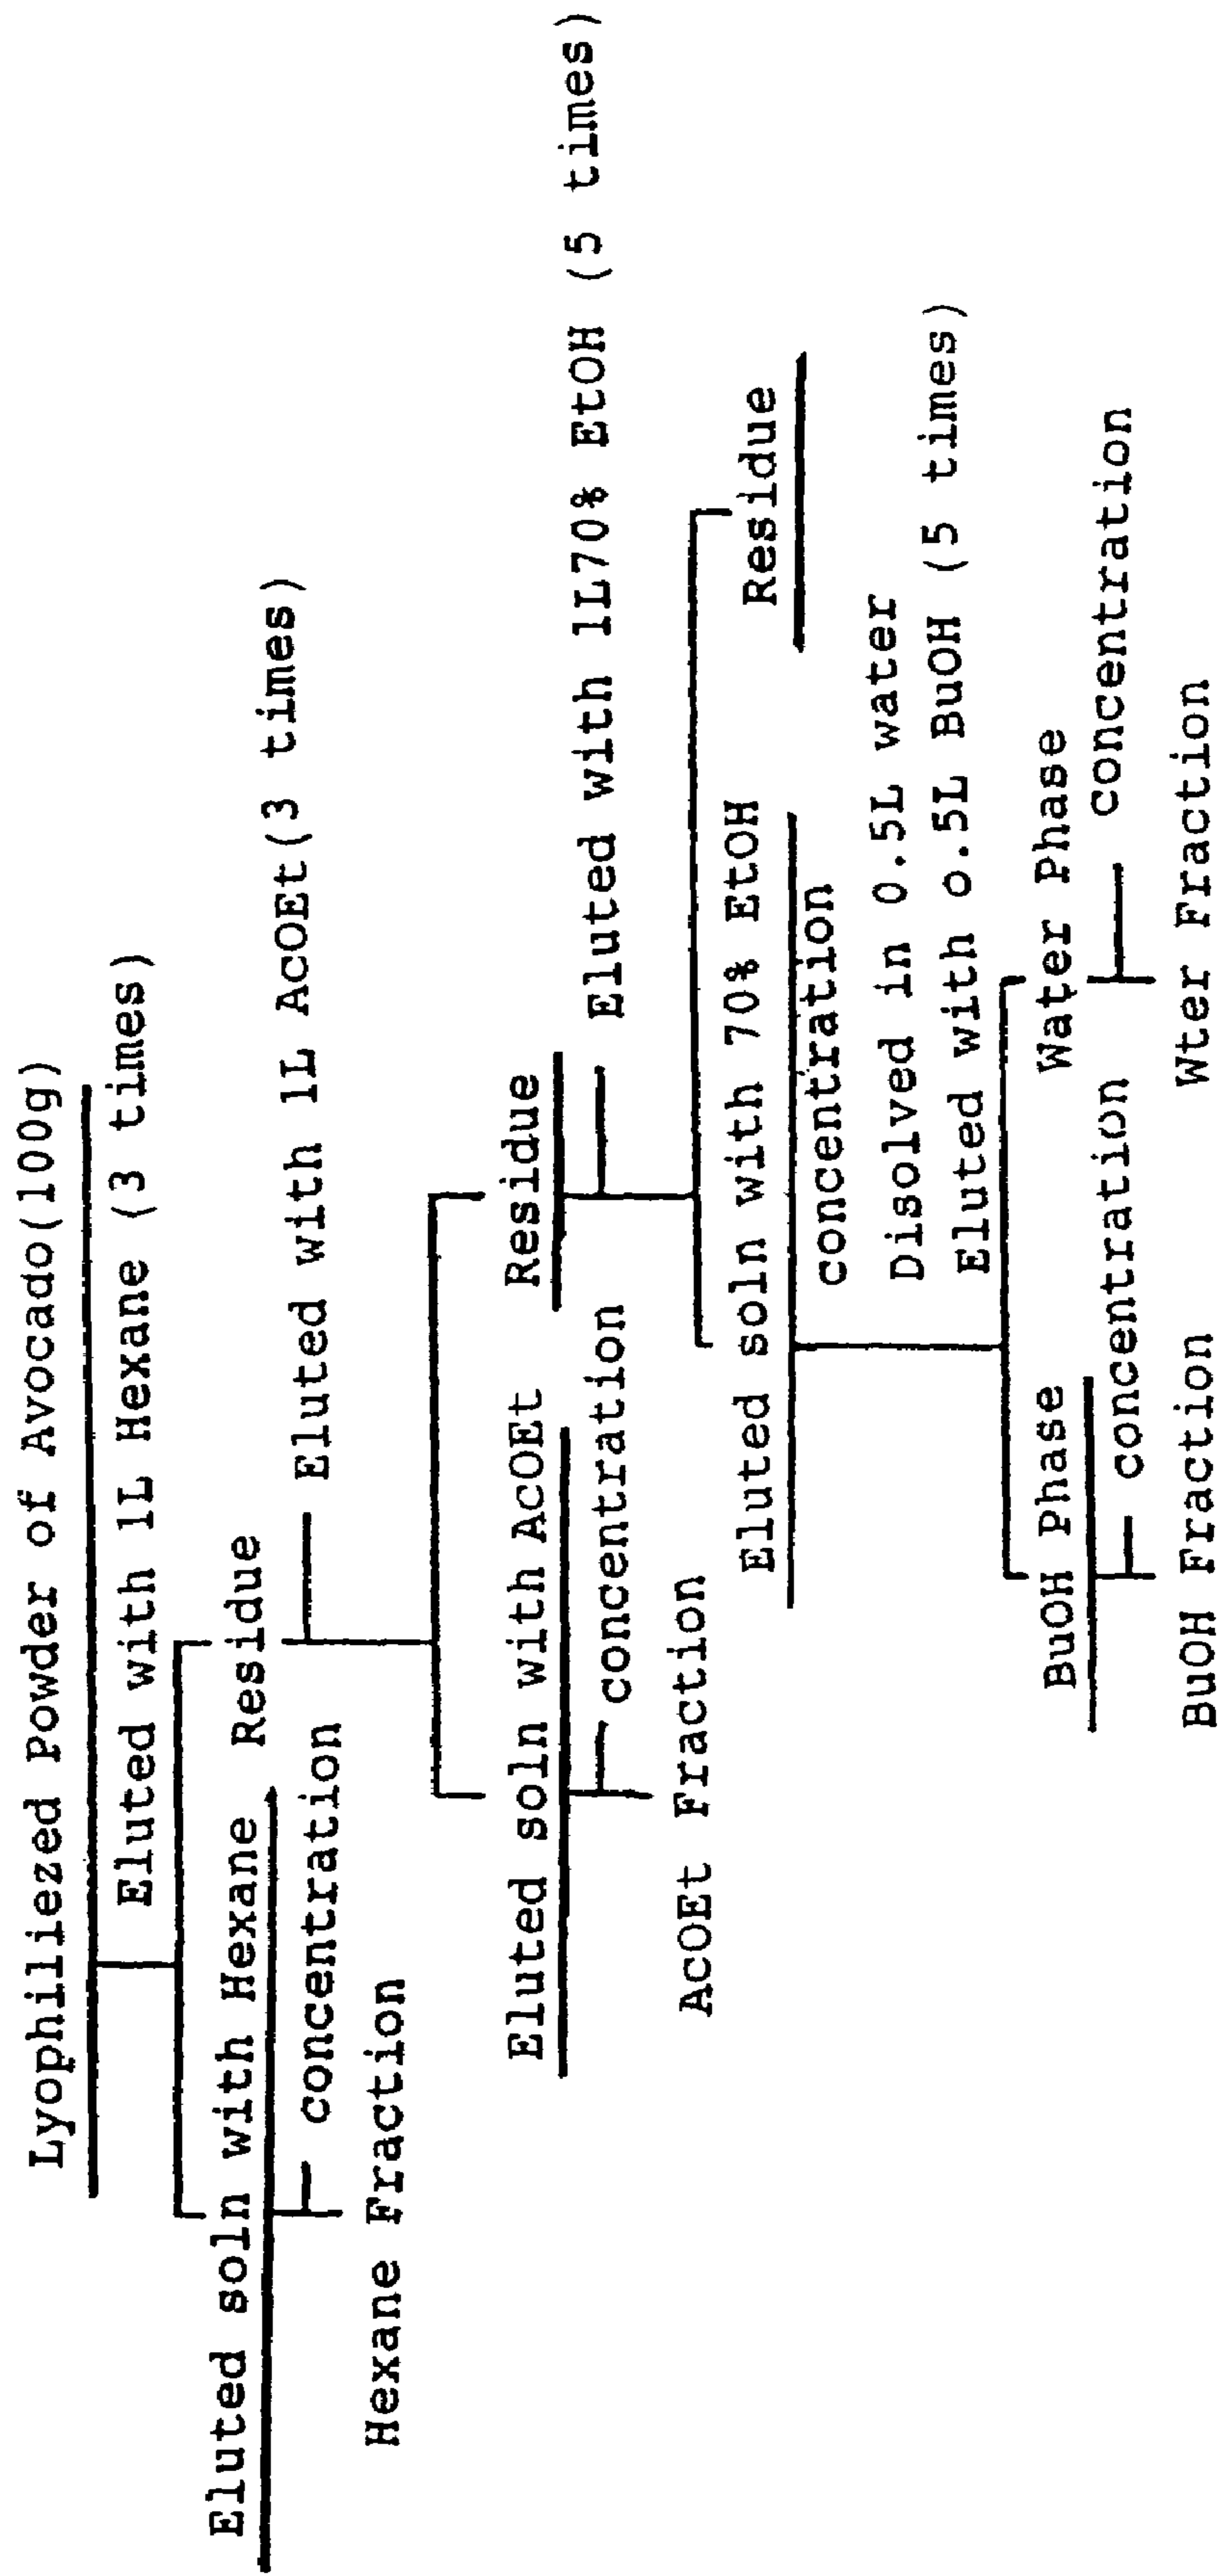 Lyophiliezed Powder of Avocado(100g)
Eluted with 1L Hexane (3 times)
Eluted soln with Hexane
Residue
concentration
Eluted with 1L AcOEt(3 times)
Hexane Fraction
Eluted soln with AcOEt
Residue
concentration
Eluted with 1L70% EtOH (5 times)
AcOEt Fraction
Eluted soln with 70% EtOH
Residue
concentration
Disolved in 0.5L water
Eluted with o.5L BuOH (5 times)
BuOH Phase
Water Phase
concentration
concentration
BuOH Fraction
Wter Fraction